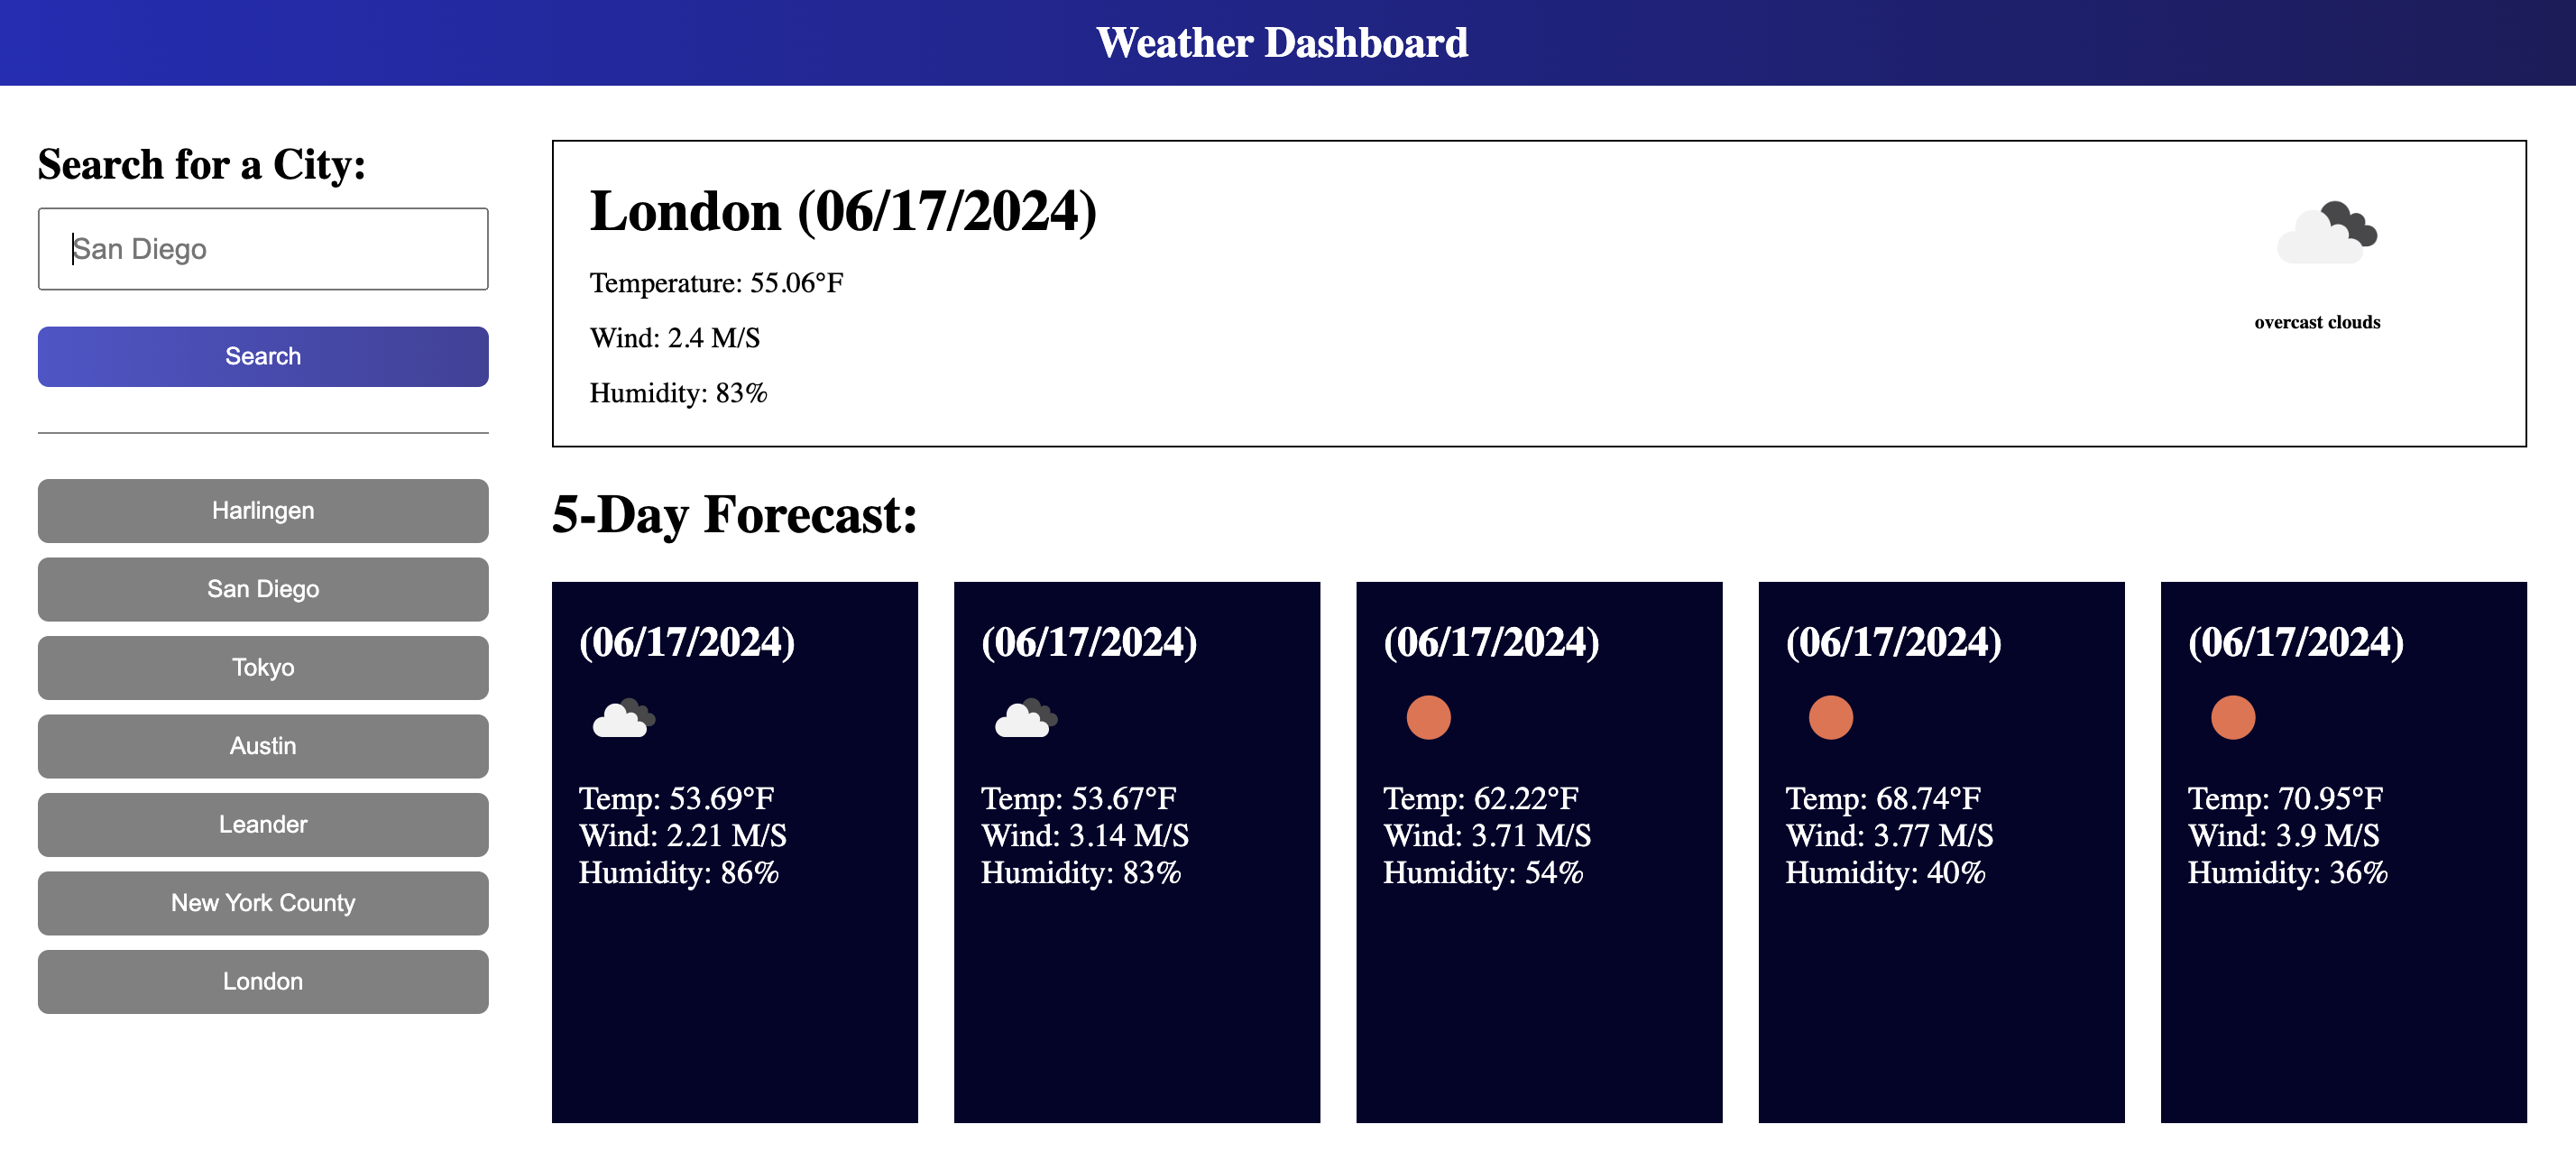 Weather Dashboard
Search for a City:
San Diego
Search
Harlingen
San Diego
Tokyo
Austin
Leander
New York County
London
London (06/17/2024)
Temperature: 55.06°F
Wind: 2.4 M/S
Humidity: 83%
overcast clouds
5-Day Forecast:
(06/17/2024)
Temp: 53.69°F
Wind: 2.21 M/S
Humidity: 86%
(06/17/2024)
Temp: 53.67°F
Wind: 3.14 M/S
Humidity: 83%
(06/17/2024)
Temp: 62.22°F
Wind: 3.71 M/S
Humidity: 54%
(06/17/2024)
Temp: 68.74°F
Wind: 3.77 M/S
Humidity: 40%
(06/17/2024)
Temp: 70.95°F
Wind: 3.9 M/S
Humidity: 36%